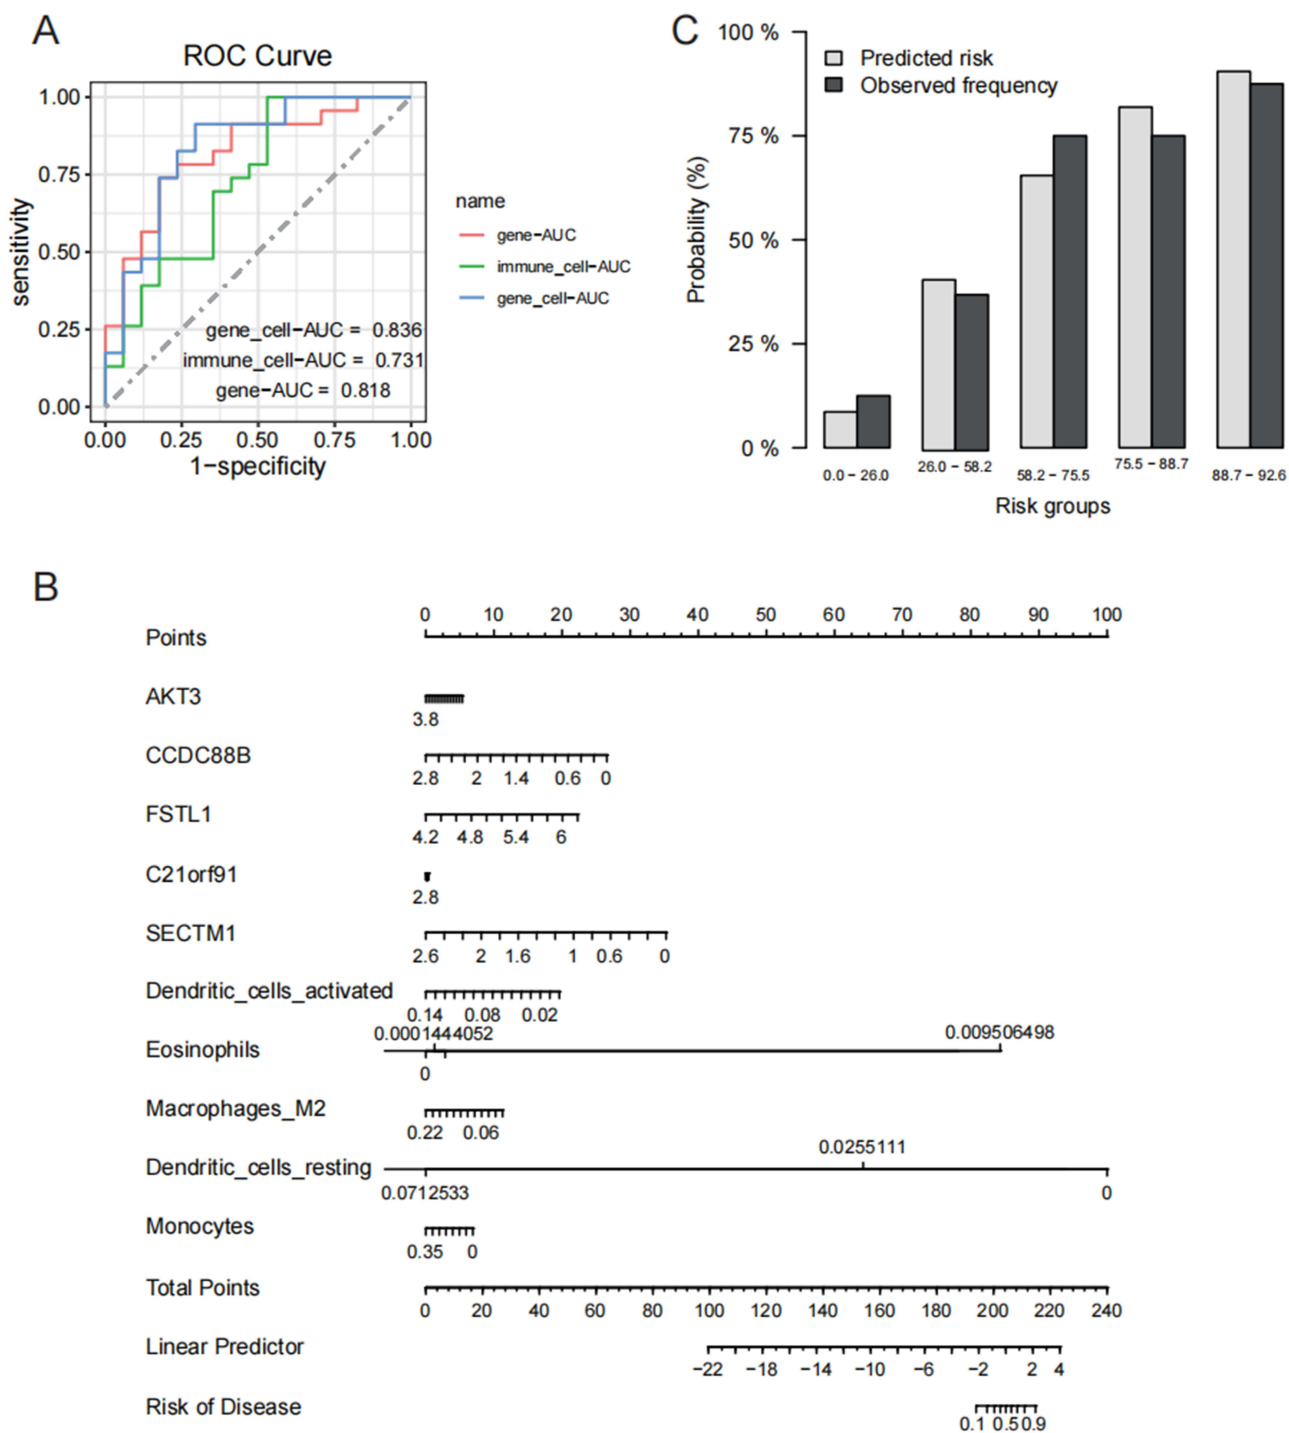 A
ROC Curve
1.00
0.75
0.50
0.25
0.00
sensitivity
0.00 0.25 0.50 0.75 1.00
1−specificity
gene_cell−AUC = 0.836
immune_cell−AUC = 0.731
gene−AUC = 0.818
name
gene−AUC
immune_cell−AUC
gene_cell−AUC
C
100 %
75 %
50 %
25 %
0 %
Probability (%)
Predicted risk
Observed frequency
0.0 − 26.0 26.0 − 58.2 58.2 − 75.5 75.5 − 88.7 88.7 − 92.6
Risk groups
B
0 10 20 30 40 50 60 70 80 90 100
Points
AKT3
3.8
CCDC88B
2.8 2 1.4 0.6 0
FSTL1
4.2 4.8 5.4 6
C21orf91
2.8
SECTM1
2.6 2 1.6 1 0.6 0
Dendritic_cells_activated
0.14 0.08 0.02
0.0001444052 0.009506498
Eosinophils
0
Macrophages_M2
0.22 0.06
0.0255111
Dendritic_cells_resting
0.0712533 0
Monocytes
0.35 0
Total Points
0 20 40 60 80 100 120 140 160 180 200 220 240
Linear Predictor
−22 −18 −14 −10 −6 −2 2 4
Risk of Disease
0.1 0.5 0.9